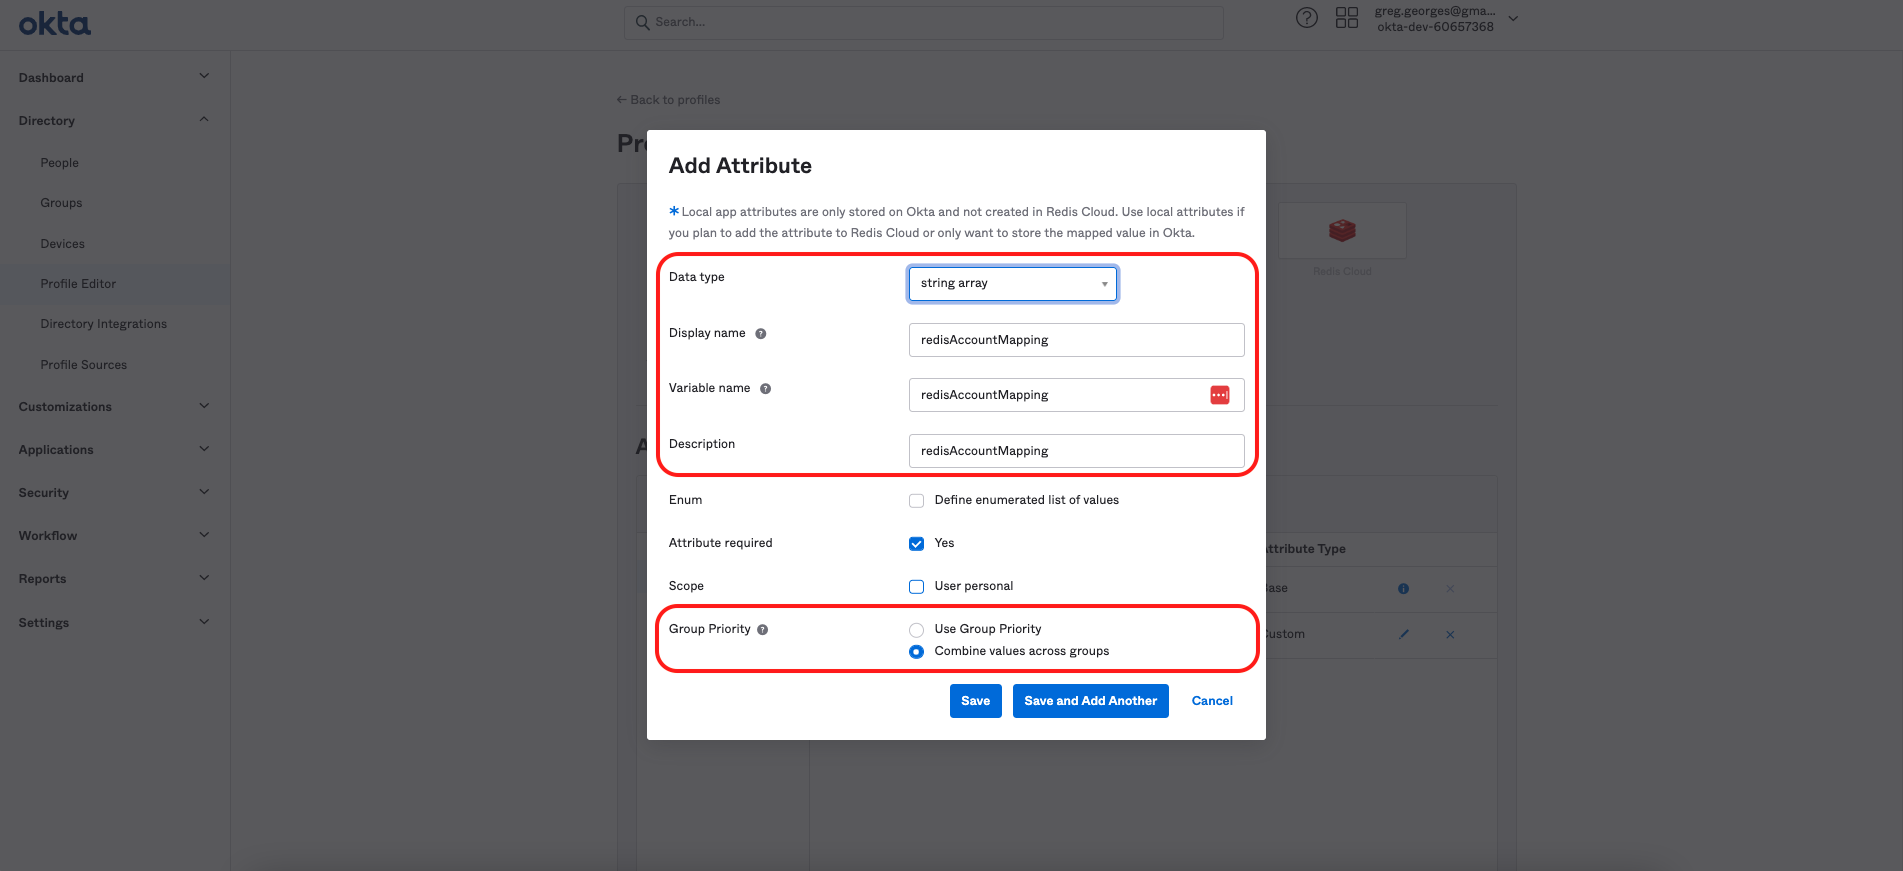 okta
Search...
greg.georges@gma...
okta-dev-60657368
Dashboard
Directory
People
Groups
Devices
Profile Editor
Directory Integrations
Profile Sources
Customizations
Applications
Security
Workflow
Reports
Settings
← Back to profiles
Redis Cloud
Attribute Type
Base
Custom
Add Attribute
* Local app attributes are only stored on Okta and not created in Redis Cloud. Use local attributes if
you plan to add the attribute to Redis Cloud or only want to store the mapped value in Okta.
Data type
string array
Display name
redisAccountMapping
Variable name
redisAccountMapping
Description
redisAccountMapping
Enum
Define enumerated list of values
Attribute required
Yes
Scope
User personal
Group Priority
Use Group Priority
Combine values across groups
Save
Save and Add Another
Cancel